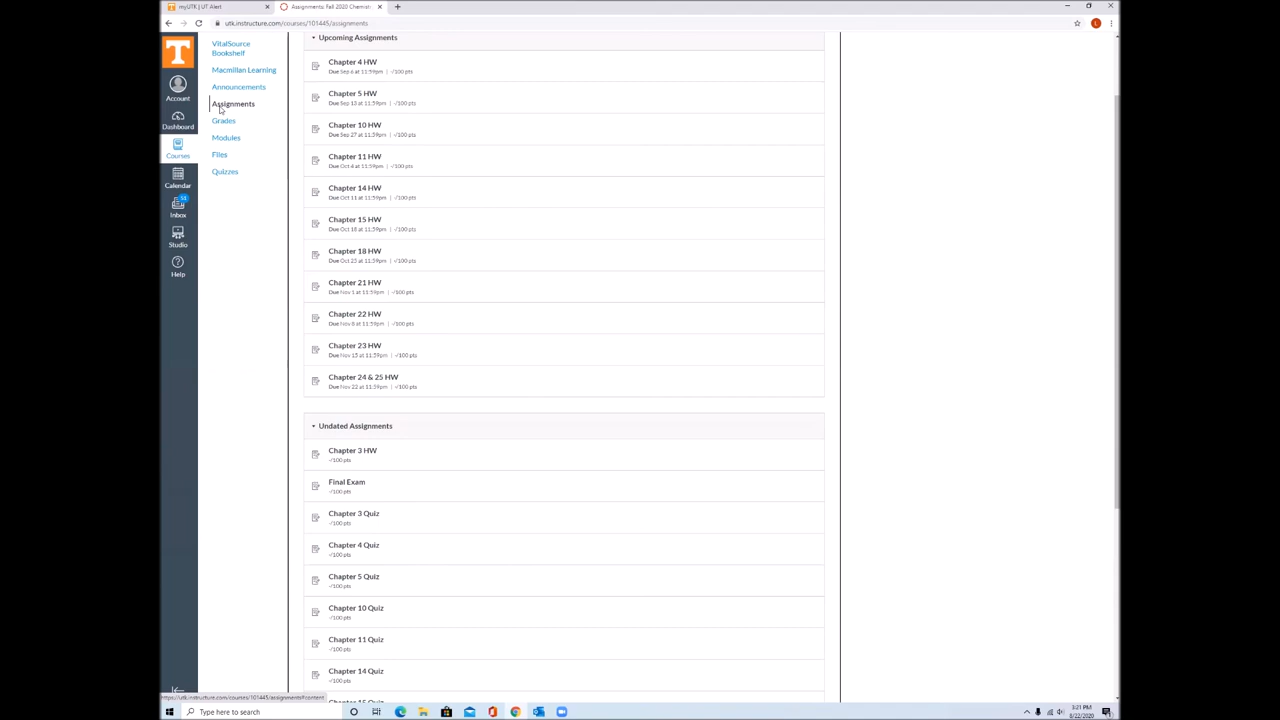 myUTK | UT Alert
Assignments: Fall 2020 Chemist
utk.instructure.com/courses/101445/assignments
L
T
Account
Dashboard
Courses
Calendar
51
Inbox
Studio
Help
VitalSource
Bookshelf
Macmillan Learning
Announcements
Assignments
Grades
Modules
Files
Quizzes
Upcoming Assignments
Chapter 4 HW
Due Sep 6 at 11:59pm | -/100 pts
Chapter 5 HW
Due Sep 13 at 11:59pm | -/100 pts
Chapter 10 HW
Due Sep 27 at 11:59pm | -/100 pts
Chapter 11 HW
Due Oct 4 at 11:59pm | -/100 pts
Chapter 14 HW
Due Oct 11 at 11:59pm | -/100 pts
Chapter 15 HW
Due Oct 18 at 11:59pm | -/100 pts
Chapter 18 HW
Due Oct 25 at 11:59pm | -/100 pts
Chapter 21 HW
Due Nov 1 at 11:59pm | -/100 pts
Chapter 22 HW
Due Nov 8 at 11:59pm | -/100 pts
Chapter 23 HW
Due Nov 15 at 11:59pm | -/100 pts
Chapter 24 & 25 HW
Due Nov 22 at 11:59pm | -/100 pts
Undated Assignments
Chapter 3 HW
-/100 pts
Final Exam
-/100 pts
Chapter 3 Quiz
-/100 pts
Chapter 4 Quiz
-/100 pts
Chapter 5 Quiz
-/100 pts
Chapter 10 Quiz
-/100 pts
Chapter 11 Quiz
-/100 pts
Chapter 14 Quiz
-/100 pts
Chapter 15 Quiz
https://utk.instructure.com/courses/101445/assignments#content
Type here to search
3:21 PM
8/22/2020